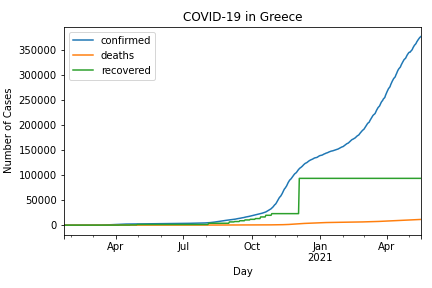 COVID-19 in Greece
confirmed
deaths
recovered
Number of Cases
350000
300000
250000
200000
150000
100000
50000
0
Apr
Jul
Oct
Jan
2021
Apr
Day